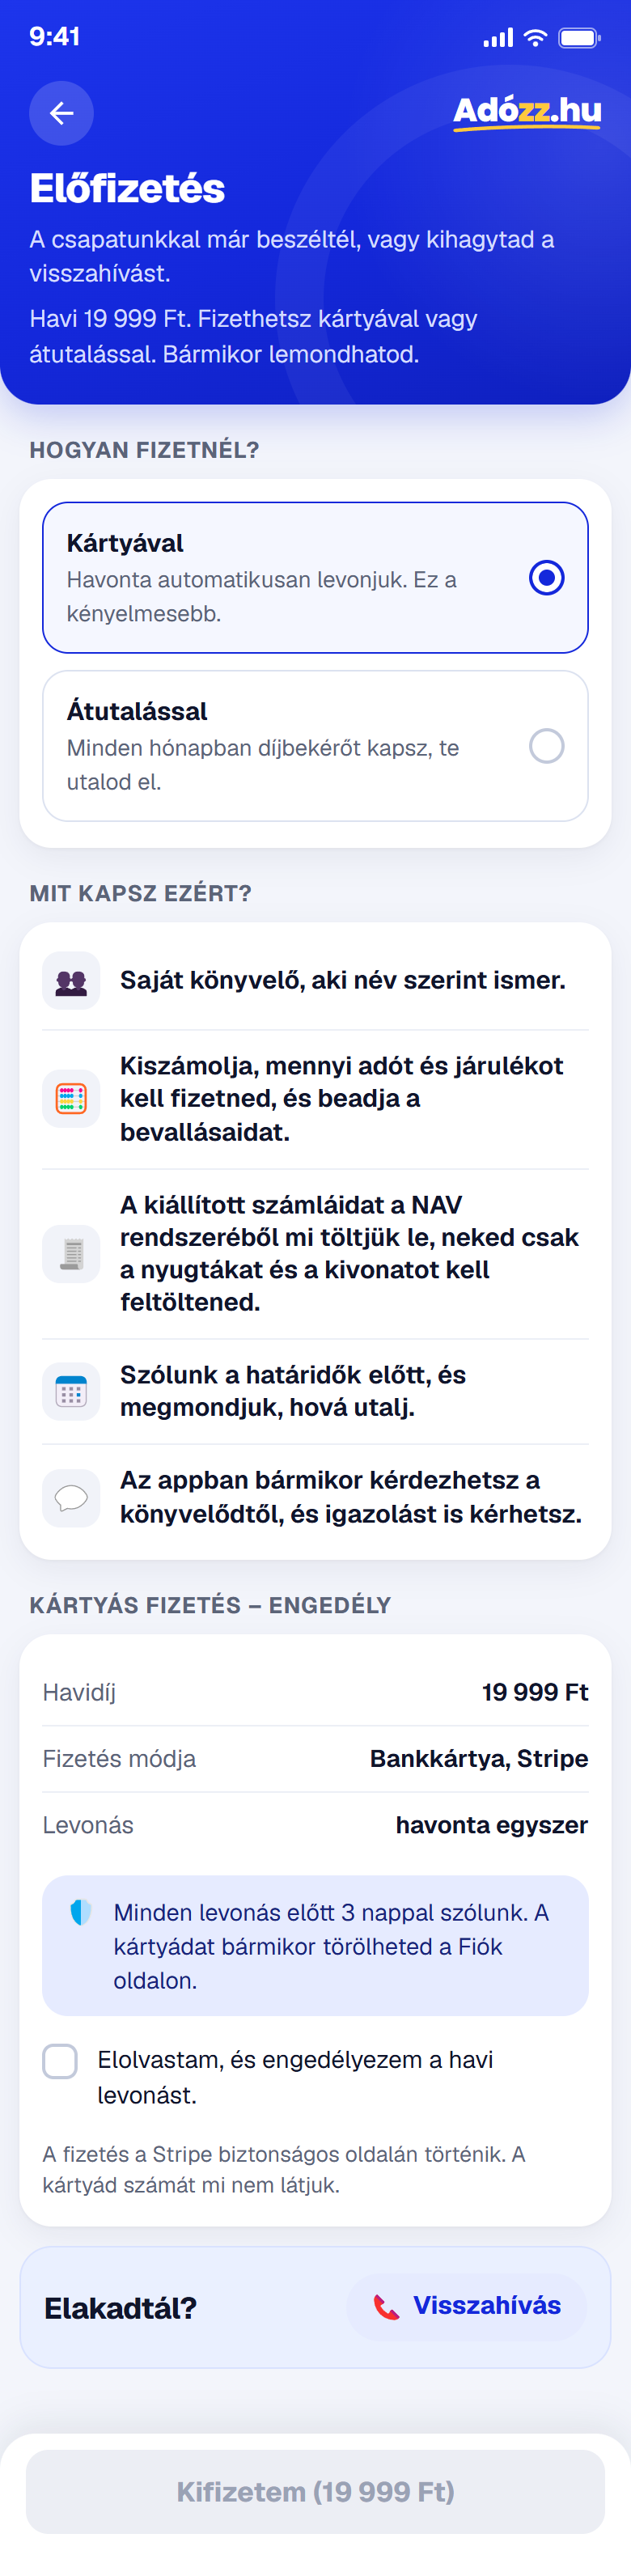 9:41
Adózz.hu
Előfizetés
A csapatunkkal már beszéltél, vagy kihagytad a
visszahívást.
Havi 19 999 Ft. Fizethetsz kártyával vagy
átutalással. Bármikor lemondhatod.
HOGYAN FIZETNÉL?
Kártyával
Havonta automatikusan levonjuk. Ez a
kényelmesebb.
Átutalással
Minden hónapban díjbekérőt kapsz, te
utalod el.
MIT KAPSZ EZÉRT?
Saját könyvelő, aki név szerint ismer.
Kiszámolja, mennyi adót és járulékot
kell fizetned, és beadja a
bevallásaidat.
A kiállított számláidat a NAV
rendszeréből mi töltjük le, neked csak
a nyugtákat és a kivonatot kell
feltöltened.
Szólunk a határidők előtt, és
megmondjuk, hová utalj.
Az appban bármikor kérdezhetsz a
könyvelődtől, és igazolást is kérhetsz.
KÁRTYÁS FIZETÉS – ENGEDÉLY
Havidíj 19 999 Ft
Fizetés módja Bankkártya, Stripe
Levonás havonta egyszer
Minden levonás előtt 3 nappal szólunk. A
kártyádat bármikor törölheted a Fiók
oldalon.
Elolvastam, és engedélyezem a havi
levonást.
A fizetés a Stripe biztonságos oldalán történik. A
kártyád számát mi nem látjuk.
Elakadtál? Visszahívás
Kifizetem (19 999 Ft)